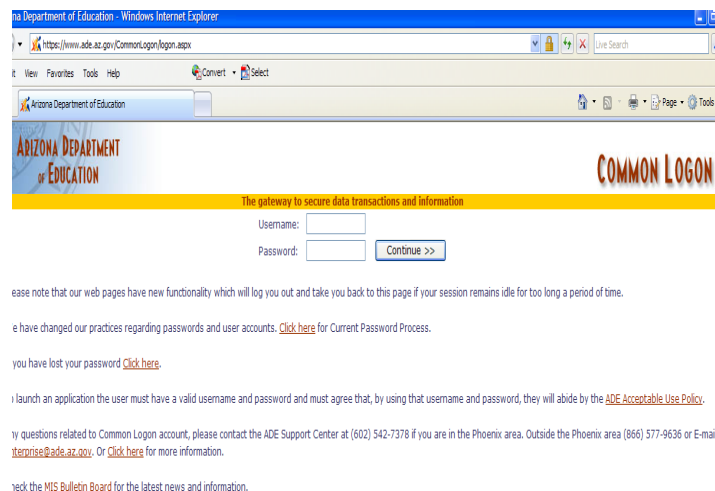 na Department of Education - Windows Internet Explorer
https://www.ade.az.gov/CommonLogon/logon.aspx
Live Search
it View Favorites Tools Help
Convert Select
Arizona Department of Education
Page Tools
ARIZONA DEPARTMENT
OF EDUCATION
COMMON LOGON
The gateway to secure data transactions and information
Username:
Password:
Continue >>
ease note that our web pages have new functionality which will log you out and take you back to this page if your session remains idle for too long a period of time.
e have changed our practices regarding passwords and user accounts. Click here for Current Password Process.
you have lost your password Click here.
o launch an application the user must have a valid username and password and must agree that, by using that username and password, they will abide by the ADE Acceptable Use Policy.
ny questions related to Common Logon account, please contact the ADE Support Center at (602) 542-7378 if you are in the Phoenix area. Outside the Phoenix area (866) 577-9636 or E-mai
nterprise@ade.az.gov. Or Click here for more information.
heck the MIS Bulletin Board for the latest news and information.